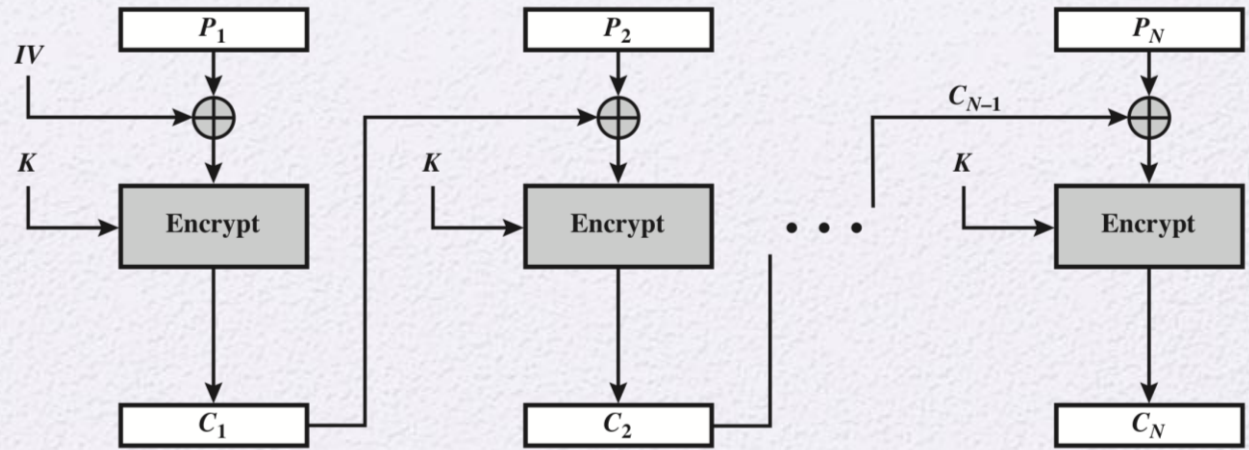 P1 P2 PN
IV
CN–1
K K K
Encrypt Encrypt Encrypt
• • •
C1 C2 CN